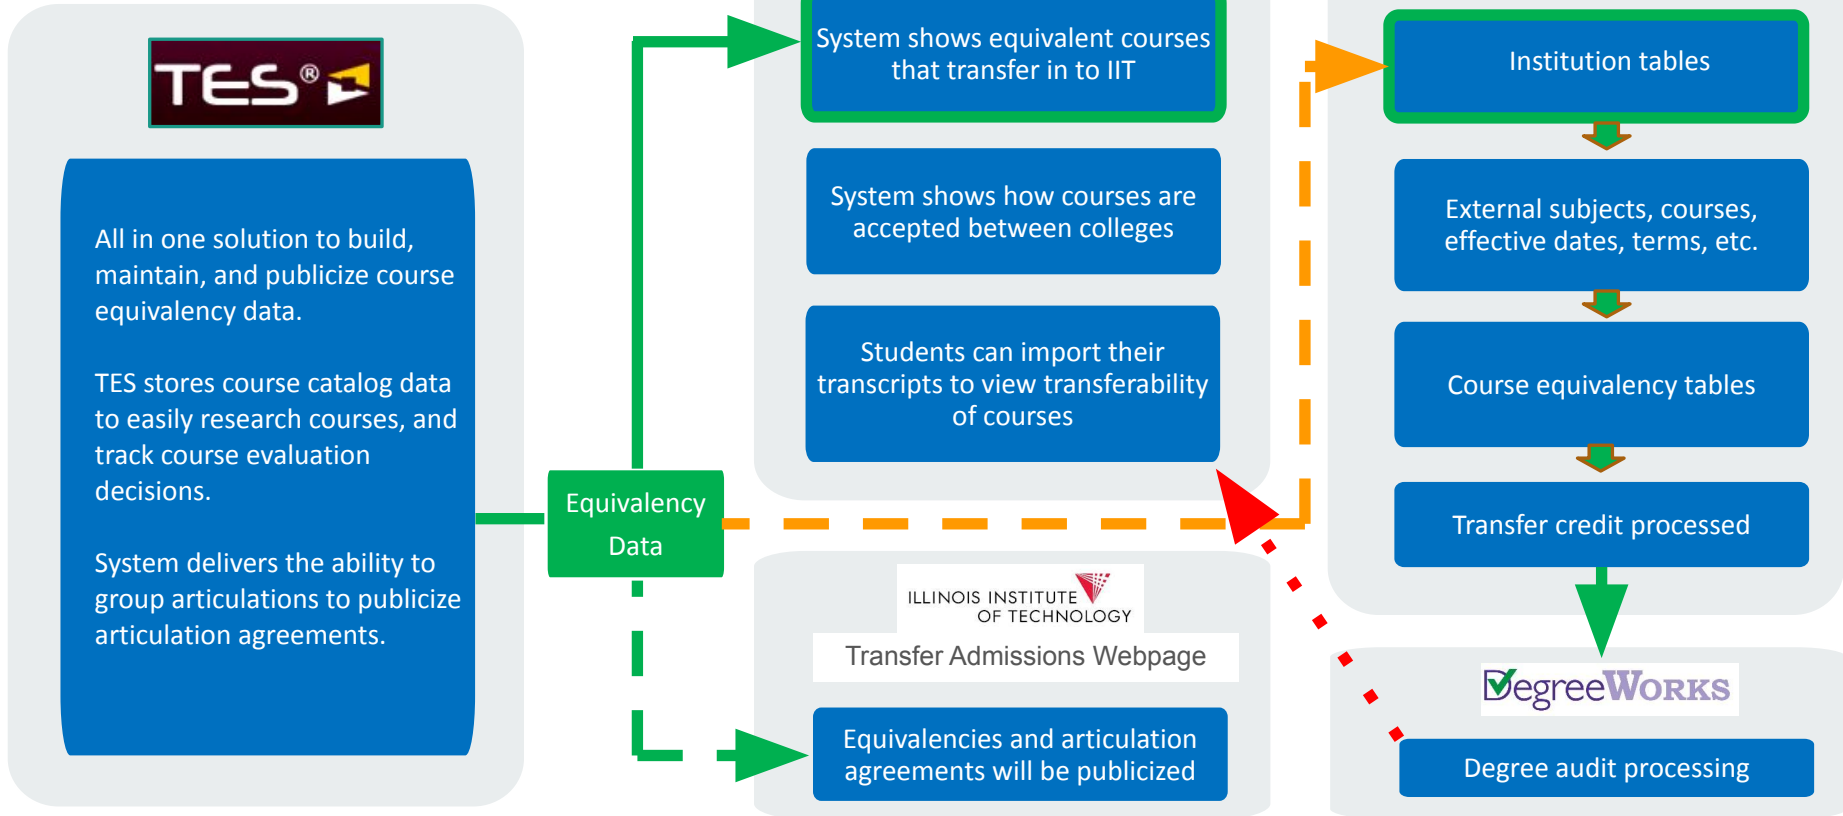 TES®
All in one solution to build,
maintain, and publicize course
equivalency data.
TES stores course catalog data
to easily research courses, and
track course evaluation
decisions.
System delivers the ability to
group articulations to publicize
articulation agreements.
Equivalency
Data
System shows equivalent courses
that transfer in to IIT
System shows how courses are
accepted between colleges
Students can import their
transcripts to view transferability
of courses
ILLINOIS INSTITUTE
OF TECHNOLOGY
Transfer Admissions Webpage
Equivalencies and articulation
agreements will be publicized
Institution tables
External subjects, courses,
effective dates, terms, etc.
Course equivalency tables
Transfer credit processed
DegreeWORKS
Degree audit processing